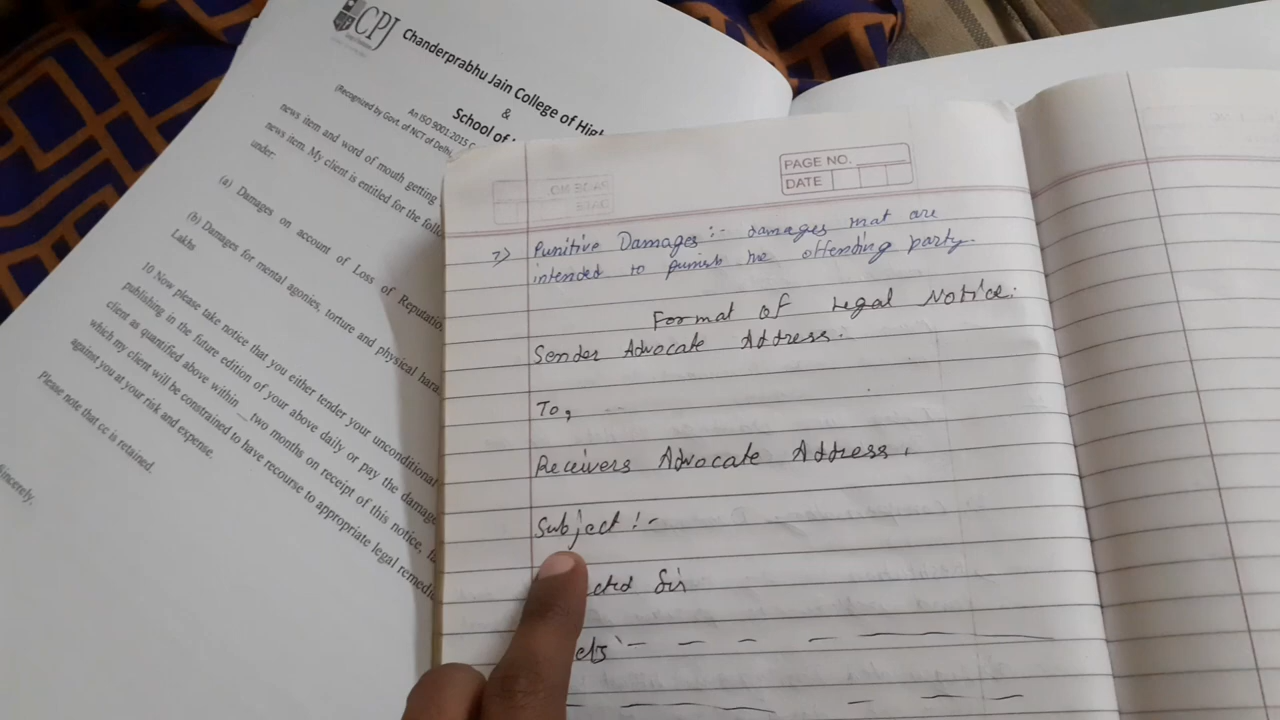 CPJ
Chanderprabhu Jain College of Hig
&
School of
(Recognized by Govt. of NCT of Delhi,
An ISO 9001:2015 C
news item and word of mouth getting
news item. My client is entitled for the follo
under:
(a) Damages on account of Loss of Reputatio
(b) Damages for mental agonies, torture and physical hara
Lakhs
10 Now please take notice that you either tender your unconditional
publishing in the future edition of your above daily or pay the damage
client as quantified above within _ two months on receipt of this notice, fa
which my client will be constrained to have recourse to appropriate legal remedie
against you at your risk and expense.
Please note that cc is retained.
Sincerely,
PAGE NO.
DATE
7) Punitive Damages :- damages that are
intended to punish the offending party.
Format of Legal Notice.
Sender Advocate Address.
To,
Receivers Advocate Address.
Subject :-
cted Sir
cts